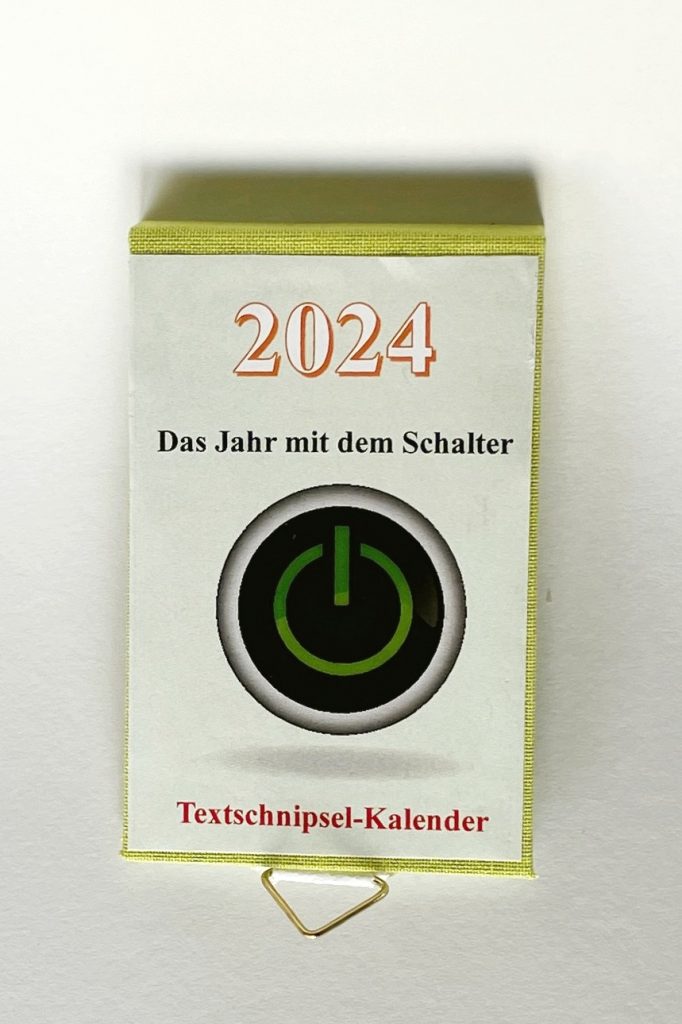 2024
Das Jahr mit dem Schalter
Textschnipsel-Kalender